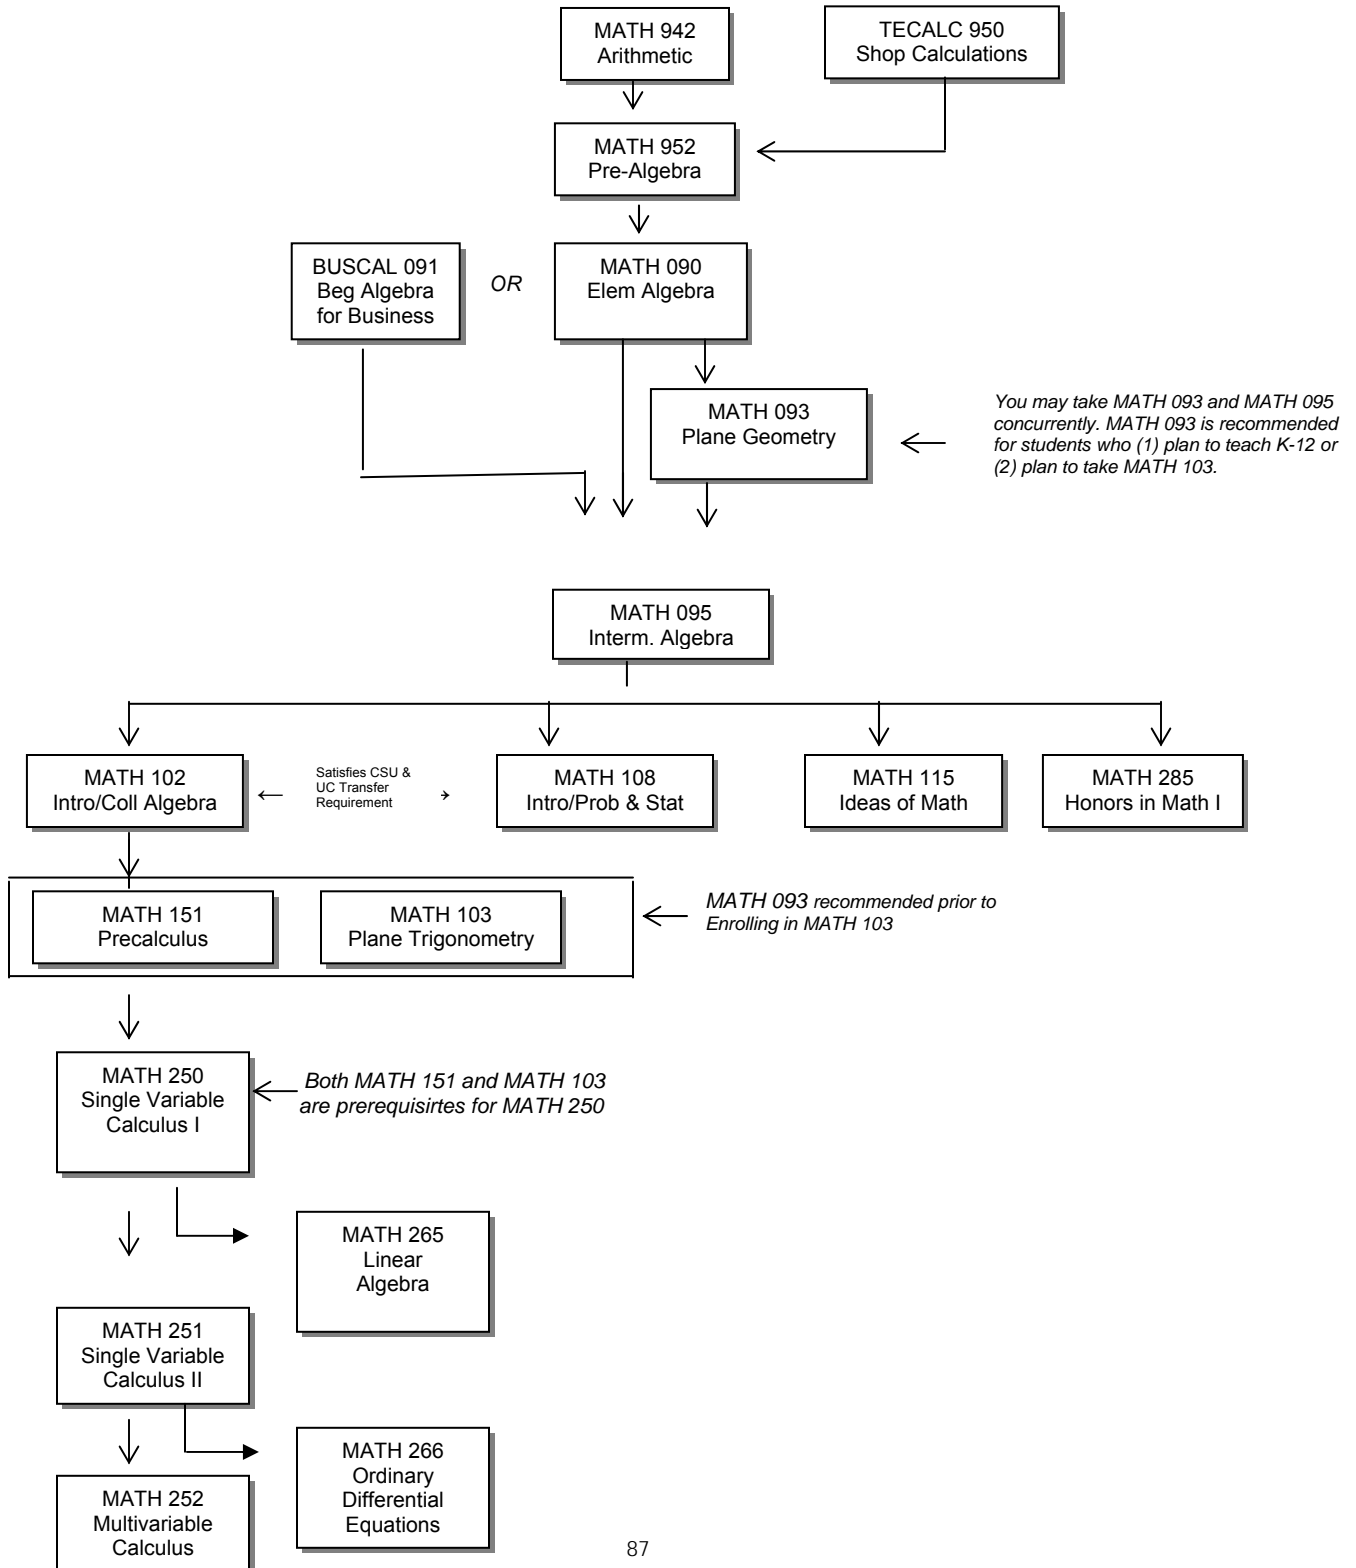 MATH 942
Arithmetic
TECALC 950
Shop Calculations
MATH 952
Pre-Algebra
BUSCAL 091
Beg Algebra
for Business
OR
MATH 090
Elem Algebra
MATH 093
Plane Geometry
You may take MATH 093 and MATH 095
concurrently. MATH 093 is recommended
for students who (1) plan to teach K-12 or
(2) plan to take MATH 103.
MATH 095
Interm. Algebra
MATH 102
Intro/Coll Algebra
Satisfies CSU &
UC Transfer
Requirement
MATH 108
Intro/Prob & Stat
MATH 115
Ideas of Math
MATH 285
Honors in Math I
MATH 151
Precalculus
MATH 103
Plane Trigonometry
MATH 093 recommended prior to
Enrolling in MATH 103
MATH 250
Single Variable
Calculus I
Both MATH 151 and MATH 103
are prerequisirtes for MATH 250
MATH 265
Linear
Algebra
MATH 251
Single Variable
Calculus II
MATH 266
Ordinary
Differential
Equations
MATH 252
Multivariable
Calculus
87